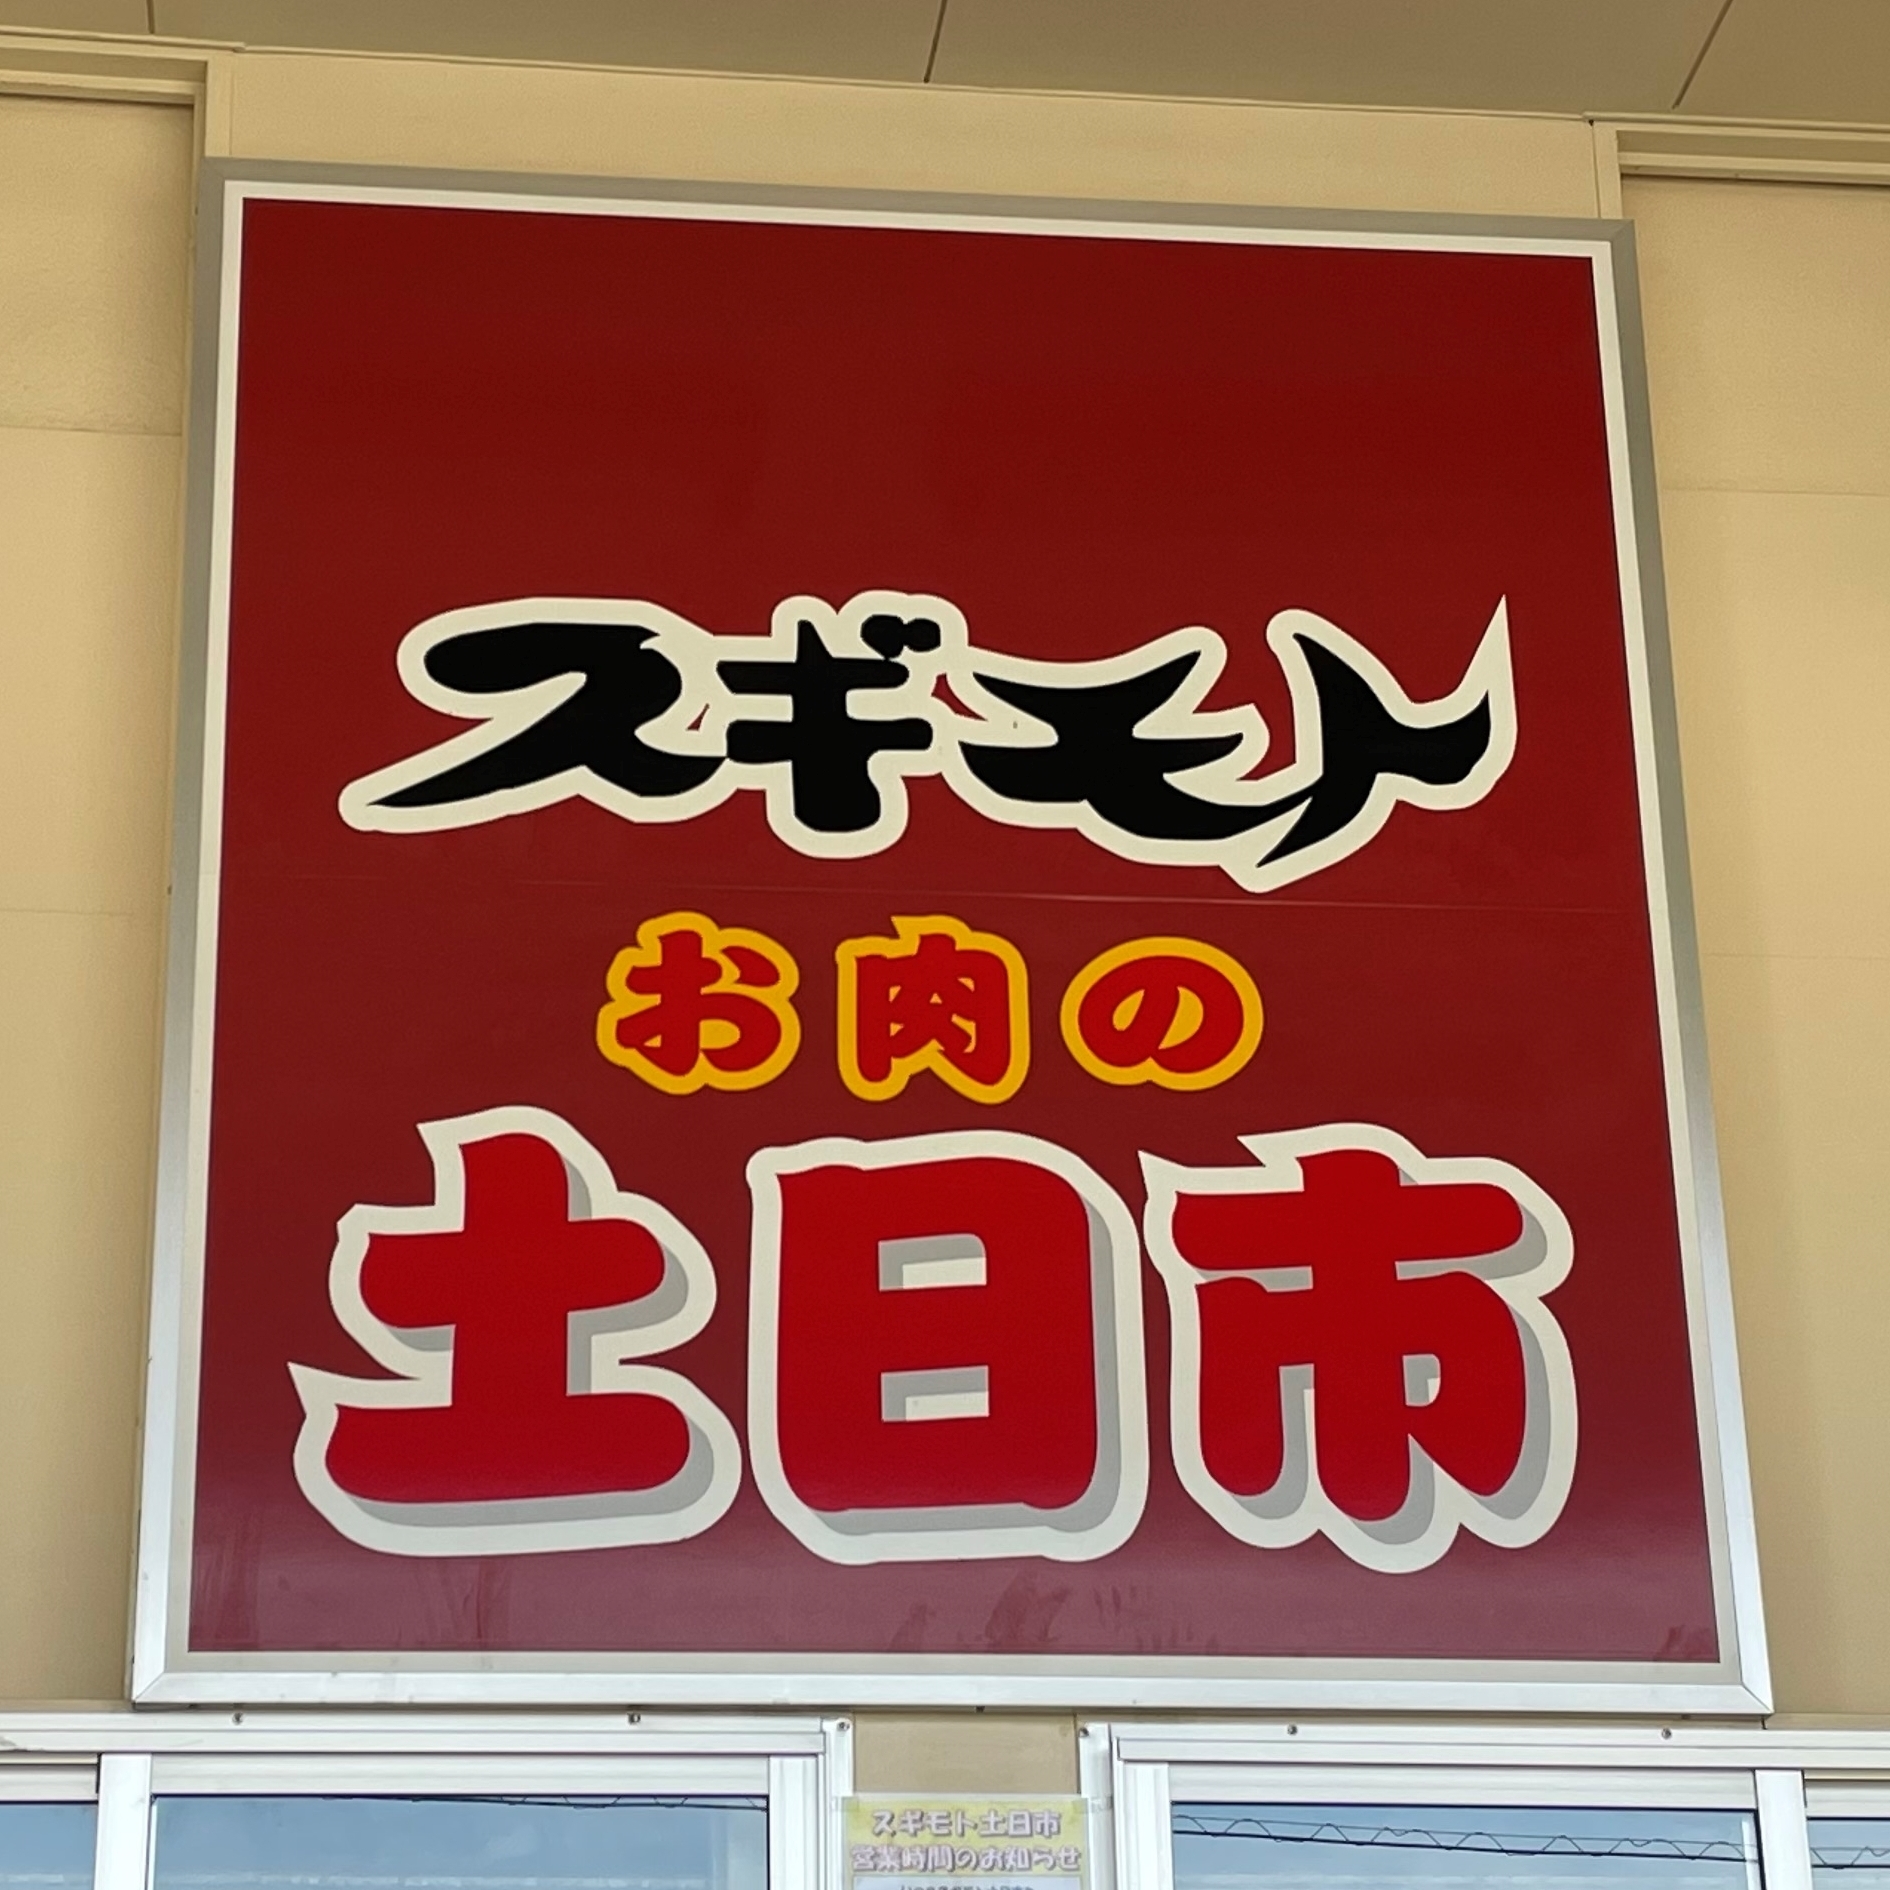 スギモト
お肉の
土日市
スギモト土日市
営業時間のお知らせ